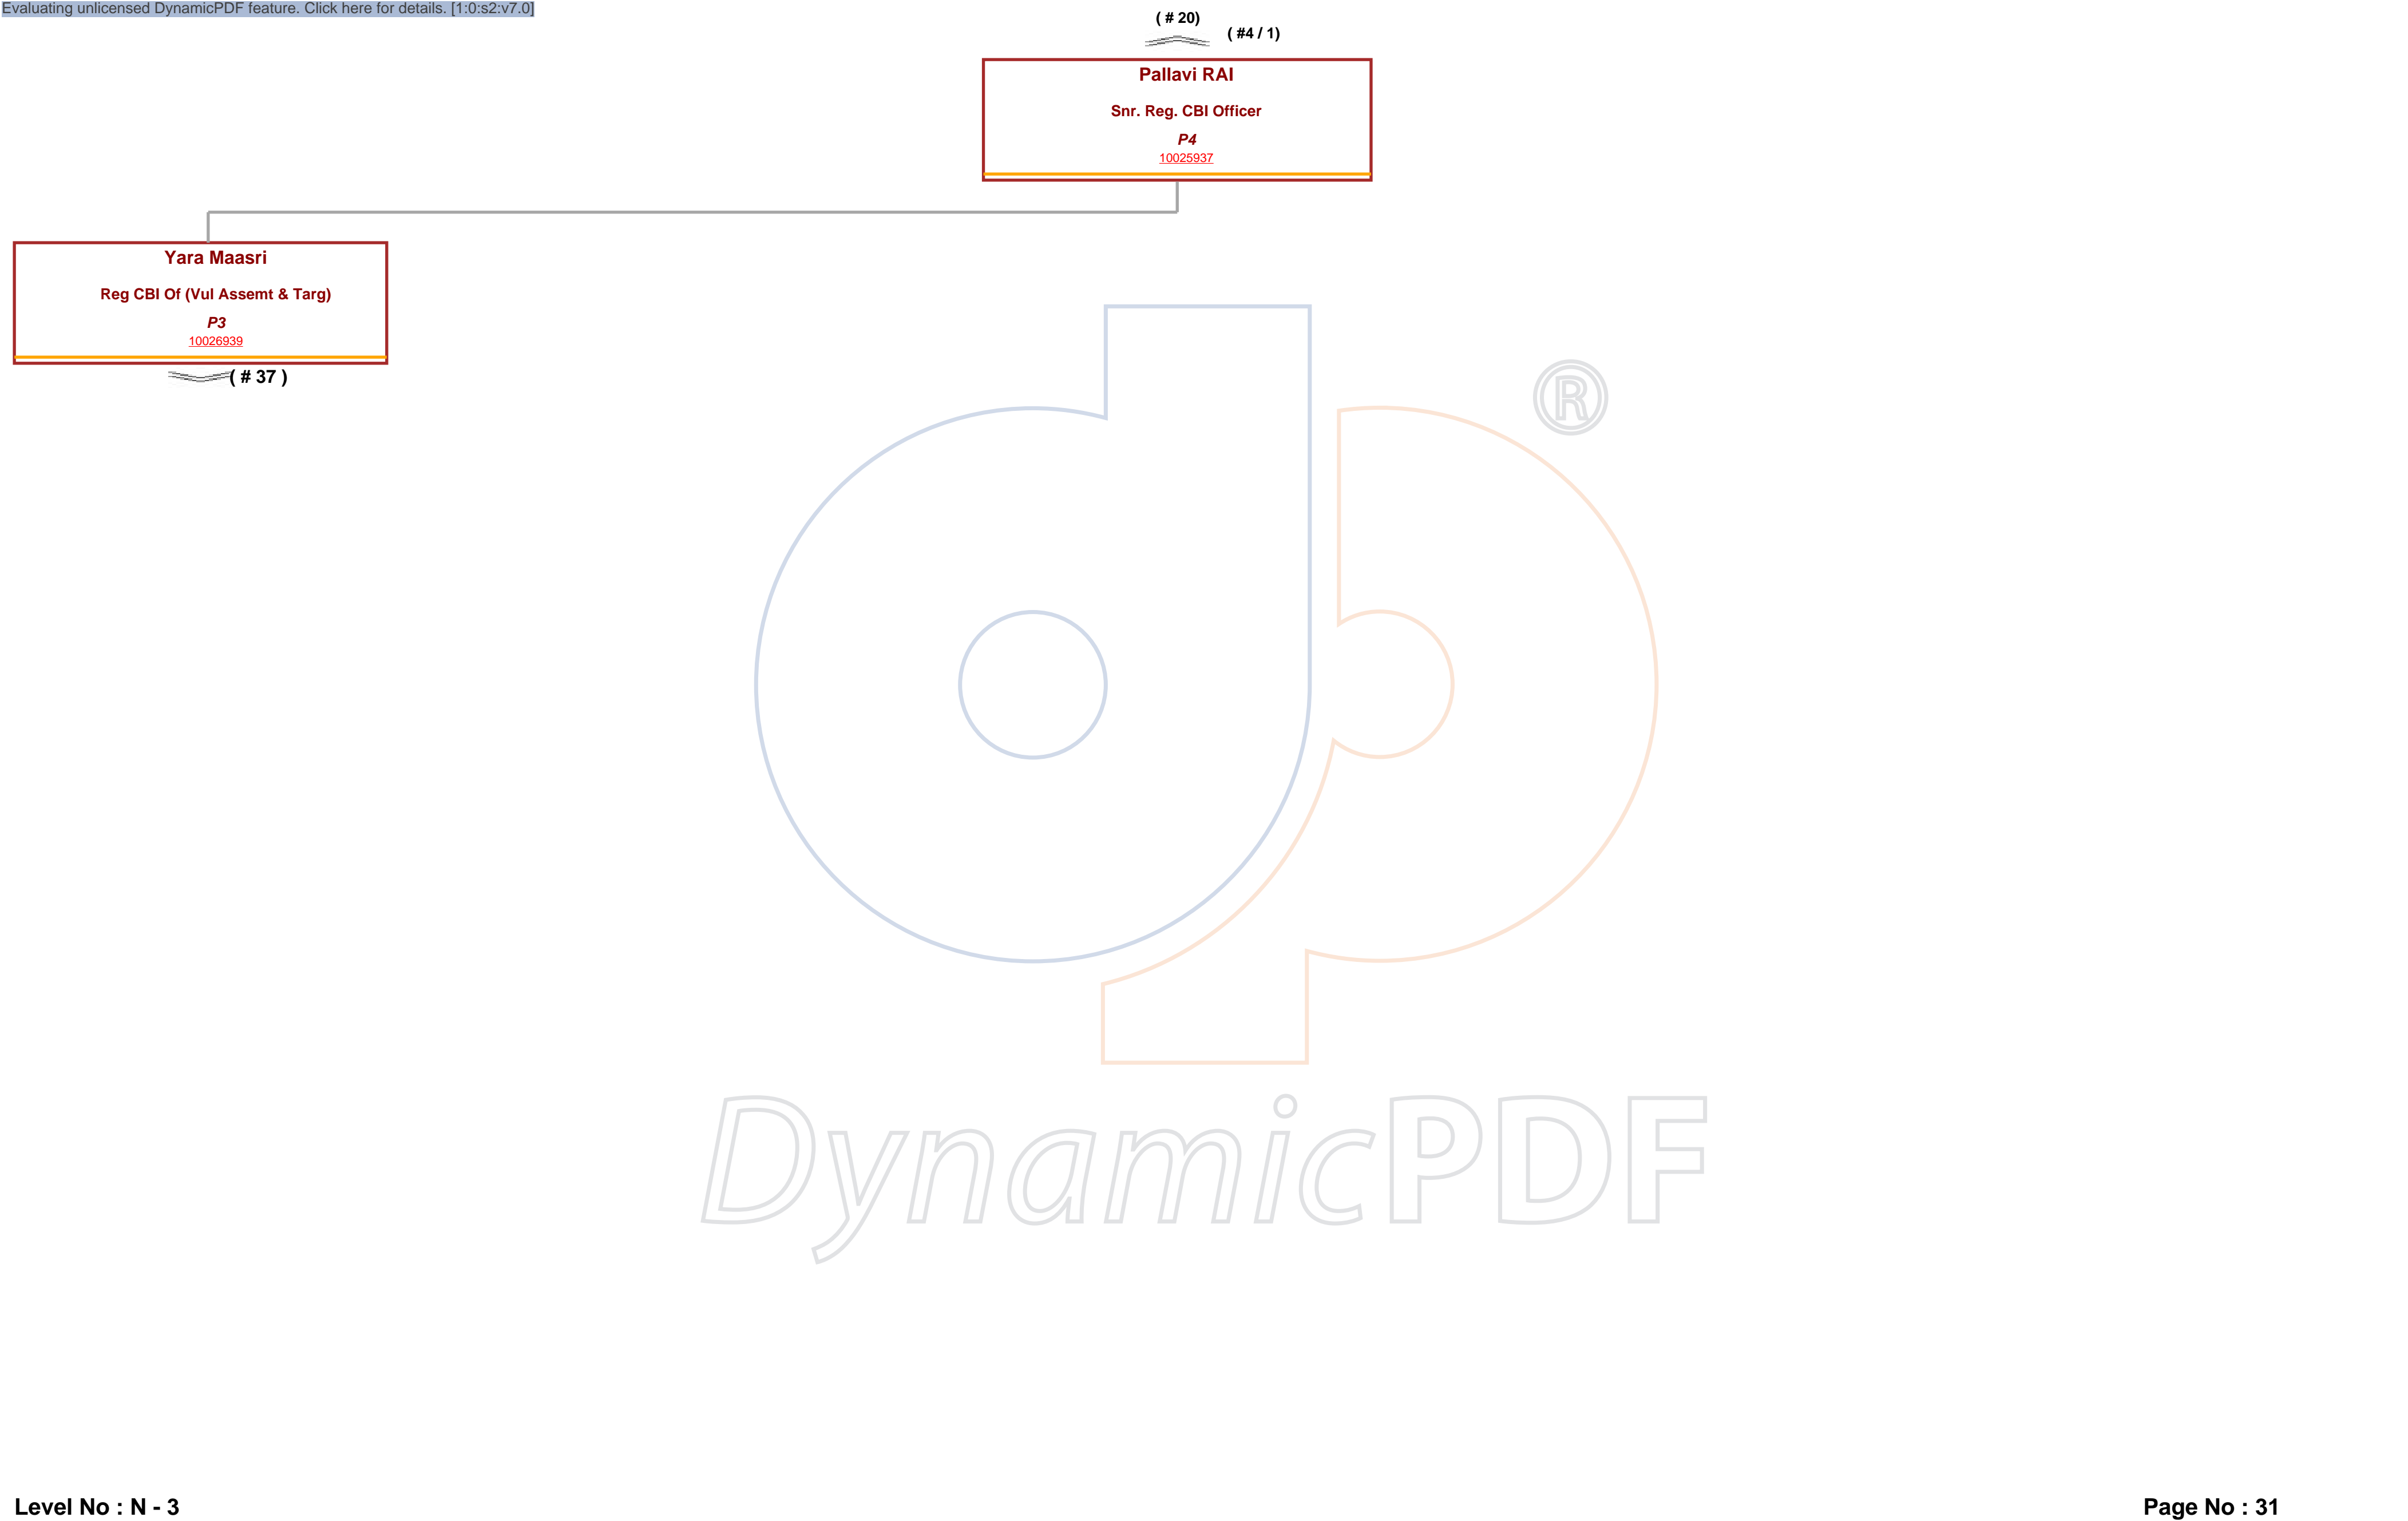 Evaluating unlicensed DynamicPDF feature. Click here for details. [1:0:s2:v7.0]
( # 20)
( #4 / 1)
Pallavi RAI
Snr. Reg. CBI Officer
P4
10025937
Yara Maasri
Reg CBI Of (Vul Assemt & Targ)
P3
10026939
( # 37 )
®
DynamicPDF
Level No : N - 3
Page No : 31